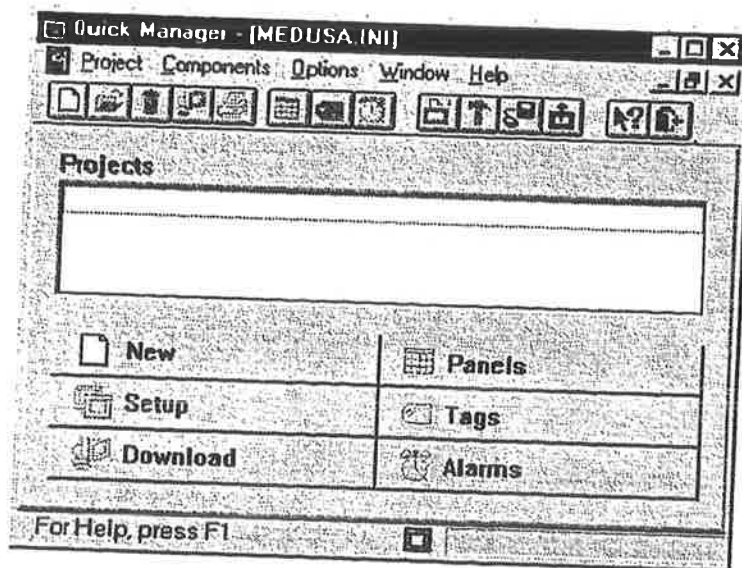 Quick Manager - [MEDUSA.INI]
Project Components Options Window Help
Projects
New
Panels
Setup
Tags
Download
Alarms
For Help, press F1